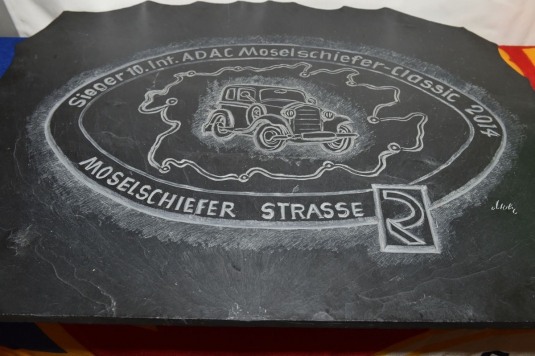 Sieger 10. Int. ADAC Moselschiefer-Classic 2014
MOSELSCHIEFER STRASSE